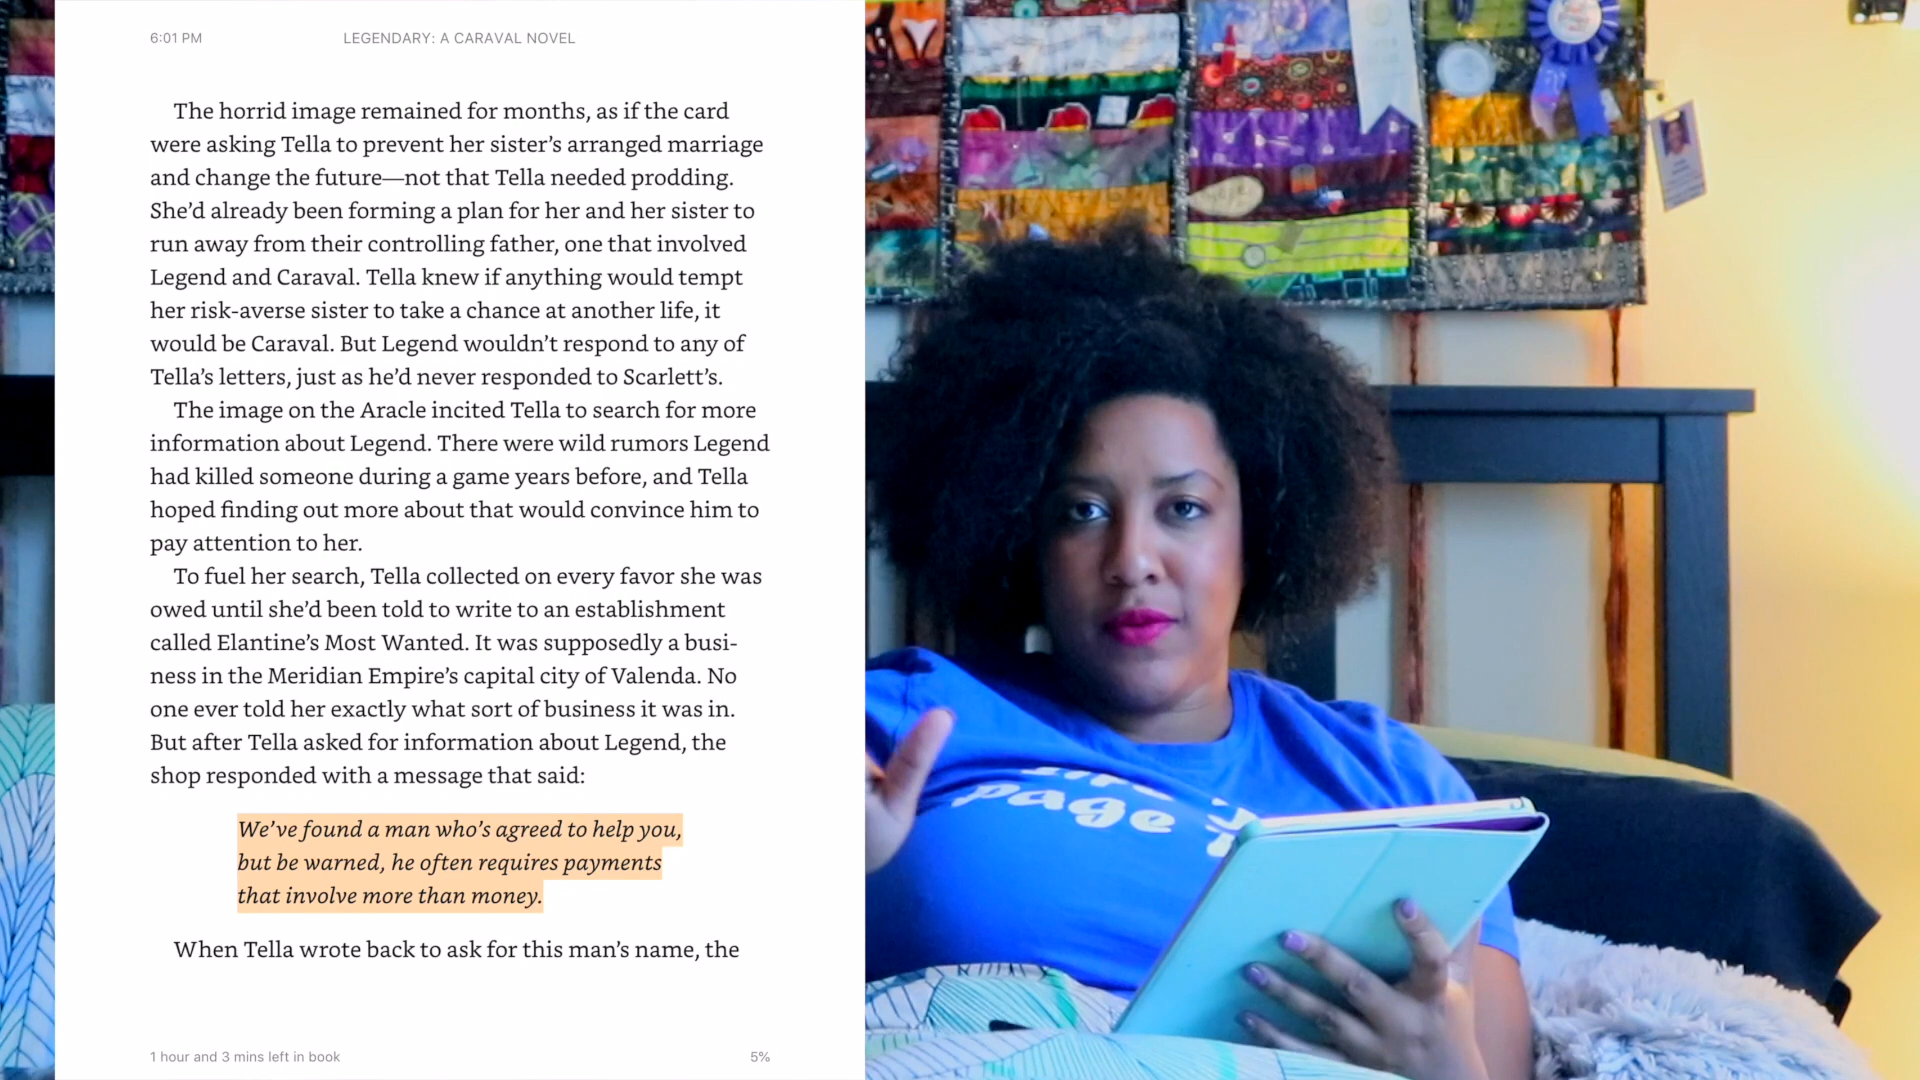 6:01 PM
LEGENDARY: A CARAVAL NOVEL
The horrid image remained for months, as if the card
were asking Tella to prevent her sister’s arranged marriage
and change the future—not that Tella needed prodding.
She’d already been forming a plan for her and her sister to
run away from their controlling father, one that involved
Legend and Caraval. Tella knew if anything would tempt
her risk-averse sister to take a chance at another life, it
would be Caraval. But Legend wouldn’t respond to any of
Tella’s letters, just as he’d never responded to Scarlett’s.
The image on the Aracle incited Tella to search for more
information about Legend. There were wild rumors Legend
had killed someone during a game years before, and Tella
hoped finding out more about that would convince him to
pay attention to her.
To fuel her search, Tella collected on every favor she was
owed until she’d been told to write to an establishment
called Elantine’s Most Wanted. It was supposedly a busi-
ness in the Meridian Empire’s capital city of Valenda. No
one ever told her exactly what sort of business it was in.
But after Tella asked for information about Legend, the
shop responded with a message that said:
We’ve found a man who’s agreed to help you,
but be warned, he often requires payments
that involve more than money.
When Tella wrote back to ask for this man’s name, the
1 hour and 3 mins left in book
5%
page